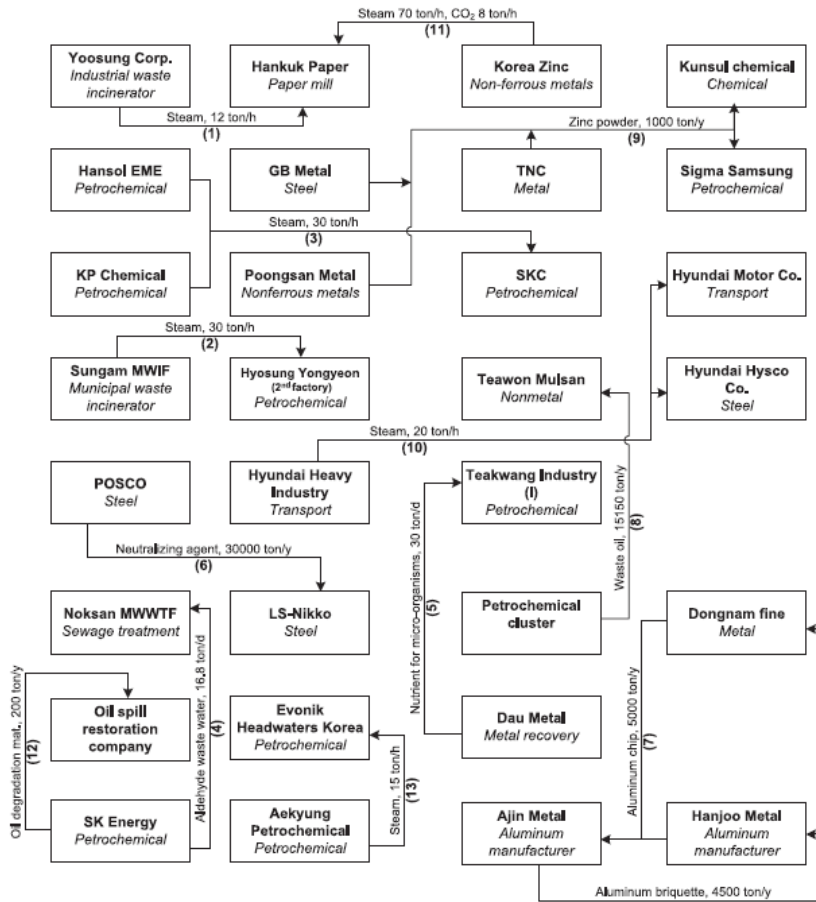 Steam 70 ton/h, CO₂ 8 ton/h
(11)
Yoosung Corp.
Industrial waste
incinerator
Hankuk Paper
Paper mill
Korea Zinc
Non-ferrous metals
Kunsul chemical
Chemical
Steam, 12 ton/h
(1)
Zinc powder, 1000 ton/y
(9)
Hansol EME
Petrochemical
GB Metal
Steel
TNC
Metal
Sigma Samsung
Petrochemical
Steam, 30 ton/h
(3)
KP Chemical
Petrochemical
Poongsan Metal
Nonferrous metals
SKC
Petrochemical
Hyundai Motor Co.
Transport
Steam, 30 ton/h
(2)
Sungam MWIF
Municipal waste
incinerator
Hyosung Yongyeon
(2nd factory)
Petrochemical
Teawon Mulsan
Nonmetal
Hyundai Hysco
Co.
Steel
Steam, 20 ton/h
(10)
POSCO
Steel
Hyundai Heavy
Industry
Transport
Teakwang Industry
(I)
Petrochemical
Waste oil, 15150 ton/y
(8)
Neutralizing agent, 30000 ton/y
(6)
Nutrient for micro-organisms, 30 ton/d
(5)
Noksan MWWTF
Sewage treatment
LS-Nikko
Steel
Petrochemical
cluster
Dongnam fine
Metal
Oil degradation mat., 200 ton/y
(12)
Oil spill
restoration
company
Aldehyde waste water, 16.8 ton/d
(4)
Evonik
Headwaters Korea
Petrochemical
Dau Metal
Metal recovery
Aluminum chip, 5000 ton/y
(7)
SK Energy
Petrochemical
Aekyung
Petrochemical
Petrochemical
Steam, 15 ton/h
(13)
Ajin Metal
Aluminum
manufacturer
Hanjoo Metal
Aluminum
manufacturer
Aluminum briquette, 4500 ton/y